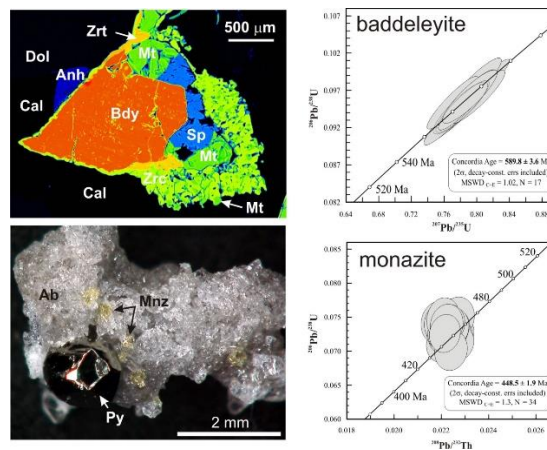 Zrt
500 μm
Mt
Dol
Anh
Bdy
Cal
Sp
Mt
Zrc
Cal
Mt
baddeleyite
0.107
0.102
0.097
0.092
0.087
0.082
²⁰⁶Pb/²³⁸U
540 Ma
520 Ma
Concordia Age = 589.8 ± 3.6 Ma
(2σ, decay-const. errs included)
MSWD C+E = 1.02, N = 17
0.64 0.68 0.72 0.76 0.80 0.84 0.88
²⁰⁷Pb/²³⁵U
Ab
Mnz
Py
2 mm
monazite
0.085
0.080
0.075
0.070
0.065
0.060
²⁰⁶Pb/²³⁸U
520
500
480
420
400 Ma
Concordia Age = 448.5 ± 1.9 Ma
(2σ, decay-const. errs included)
MSWD C+E = 1.3, N = 34
0.018 0.020 0.022 0.024 0.026
²⁰⁸Pb/²³²Th